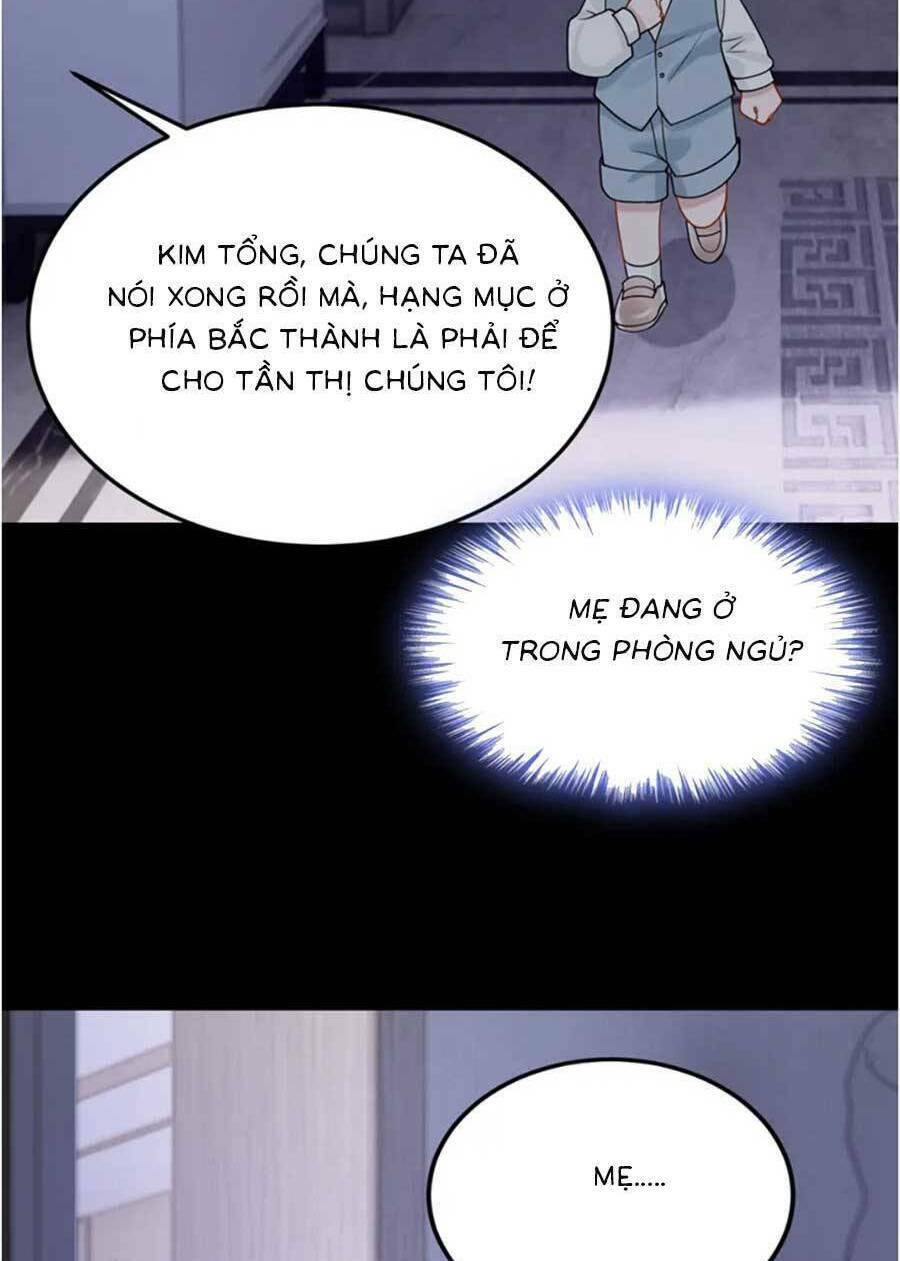 KIM TỔNG, CHÚNG TA ĐÃ
NÓI XONG RỒI MÀ, HẠNG MỤC Ở
PHÍA BẮC THÀNH LÀ PHẢI ĐỂ
CHO TẦN THỊ CHÚNG TÔI!
MẸ ĐANG Ở
TRONG PHÒNG NGỦ?
MẸ.....